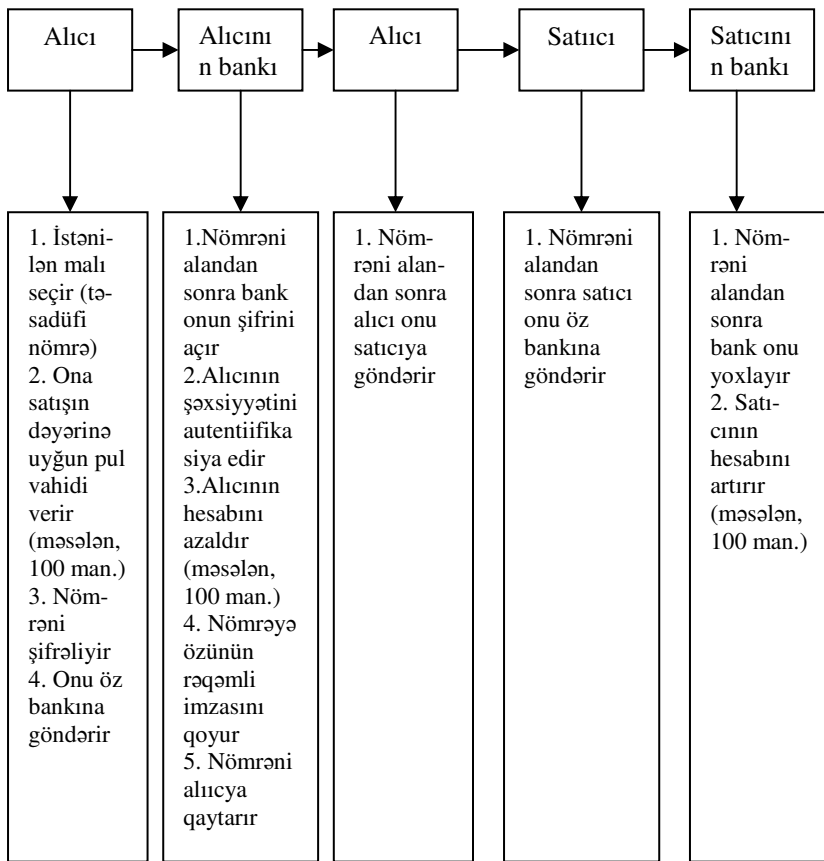 Alıcı
Alıcını
n bankı
Alıcı
Satııcı
Satıcını
n bankı
1. İstəni-
lən malı
seçir (tə-
sadüfi
nömrə)
2. Ona
satışın
dəyərinə
uyğun pul
vahidi
verir
(məsələn,
100 man.)
3. Nöm-
rəni
şifrəliyir
4. Onu öz
bankına
göndərir
1.Nömrəni
alandan
sonra bank
onun şifrini
açır
2.Alıcının
şəxsiyyətini
autentiifika
siya edir
3.Alıcının
hesabını
azaldır
(məsələn,
100 man.)
4. Nömrəyə
özünün
rəqəmli
imzasını
qoyur
5. Nömrəni
alııcya
qaytarır
1. Nöm-
rəni alan-
dan sonra
alıcı onu
satıcıya
göndərir
1. Nömrəni
alandan
sonra satıcı
onu öz
bankına
göndərir
1. Nöm-
rəni
alandan
sonra
bank onu
yoxlayır
2. Satı-
cının
hesabını
artırır
(məsələn,
100 man.)